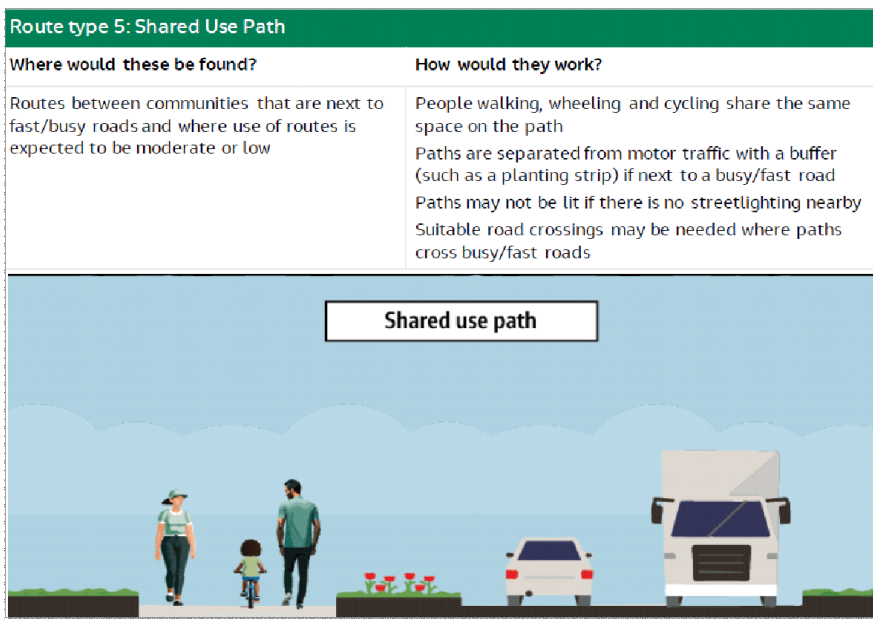 Route type 5: Shared Use Path
Where would these be found?
How would they work?
Routes between communities that are next to
fast/busy roads and where use of routes is
expected to be moderate or low
People walking, wheeling and cycling share the same
space on the path
Paths are separated from motor traffic with a buffer
(such as a planting strip) if next to a busy/fast road
Paths may not be lit if there is no streetlighting nearby
Suitable road crossings may be needed where paths
cross busy/fast roads
Shared use path